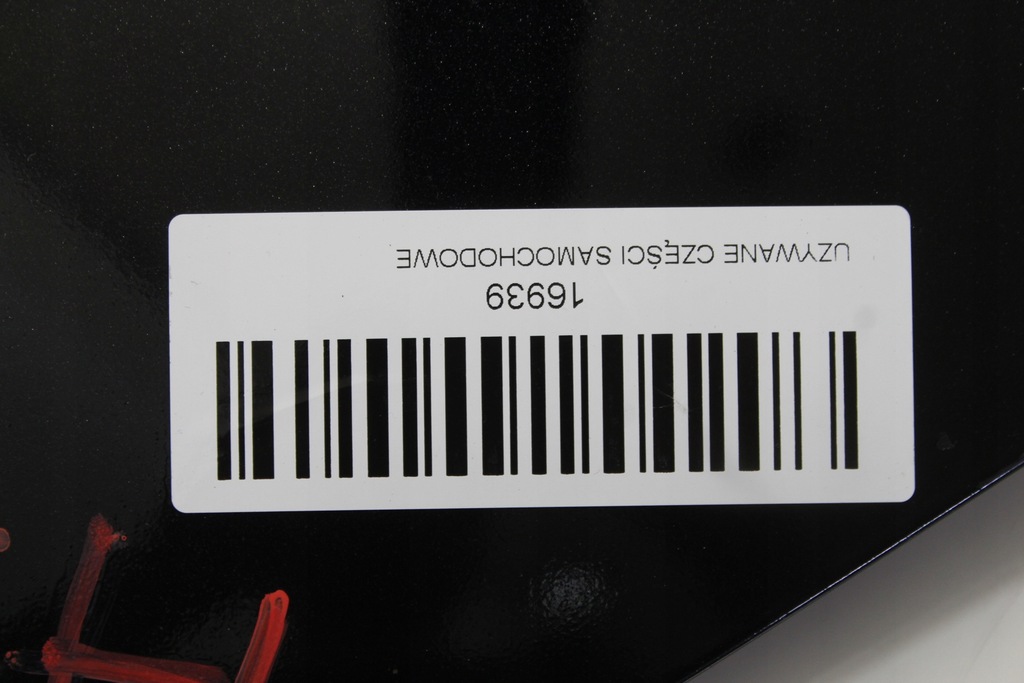 16939
UZYWANE CZĘŚCI SAMOCHODOWE